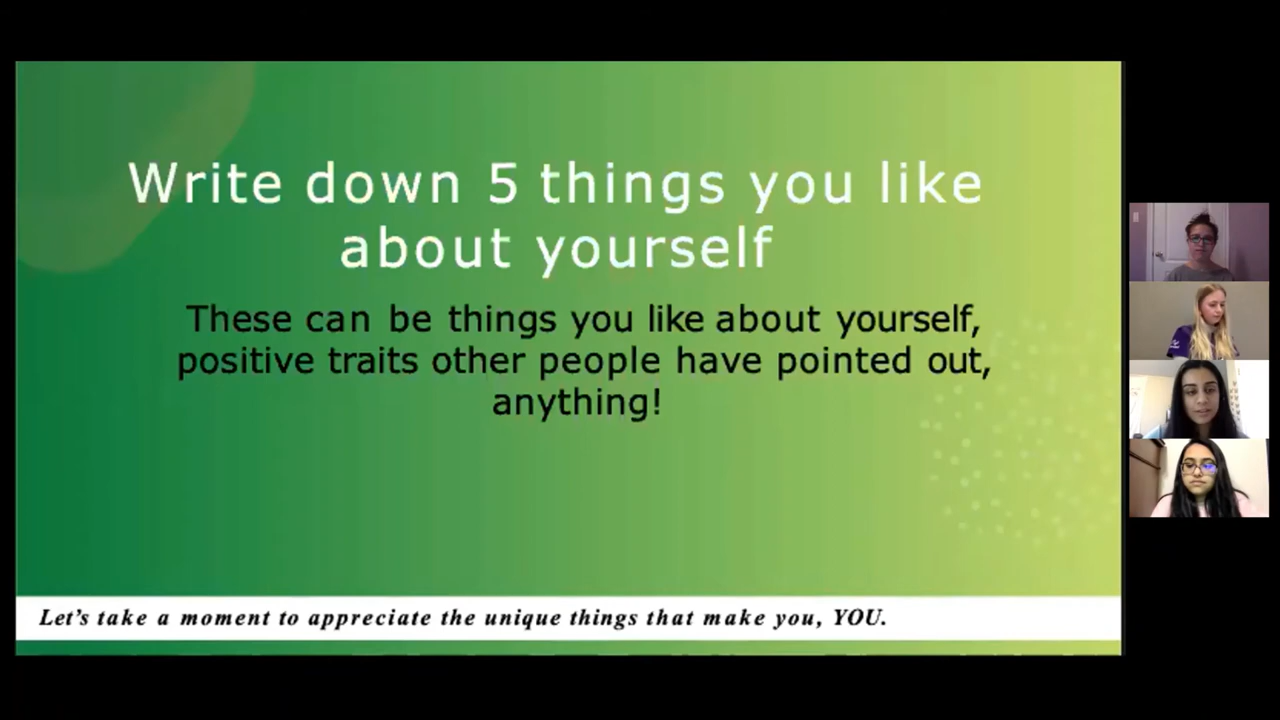 Write down 5 things you like
about yourself
These can be things you like about yourself,
positive traits other people have pointed out,
anything!
Let's take a moment to appreciate the unique things that make you, YOU.